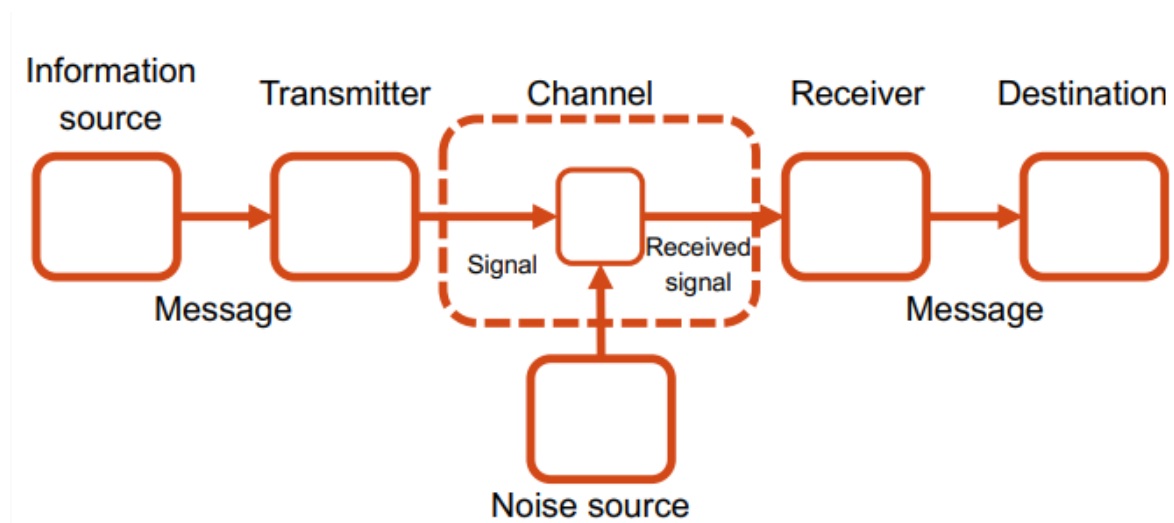 Information
source
Transmitter
Channel
Receiver
Destination
Signal
Received
signal
Message
Message
Noise source